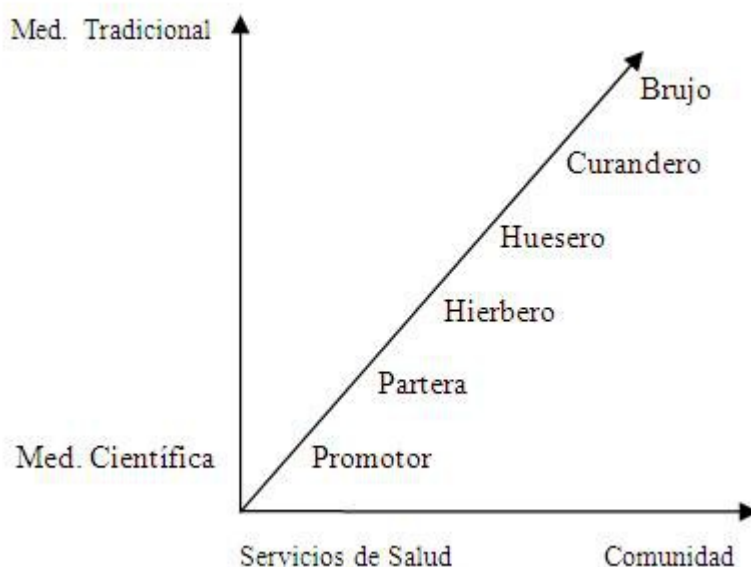 Med. Tradicional
Brujo
Curandero
Huesero
Hierbero
Partera
Med. Científica
Promotor
Servicios de Salud
Comunidad